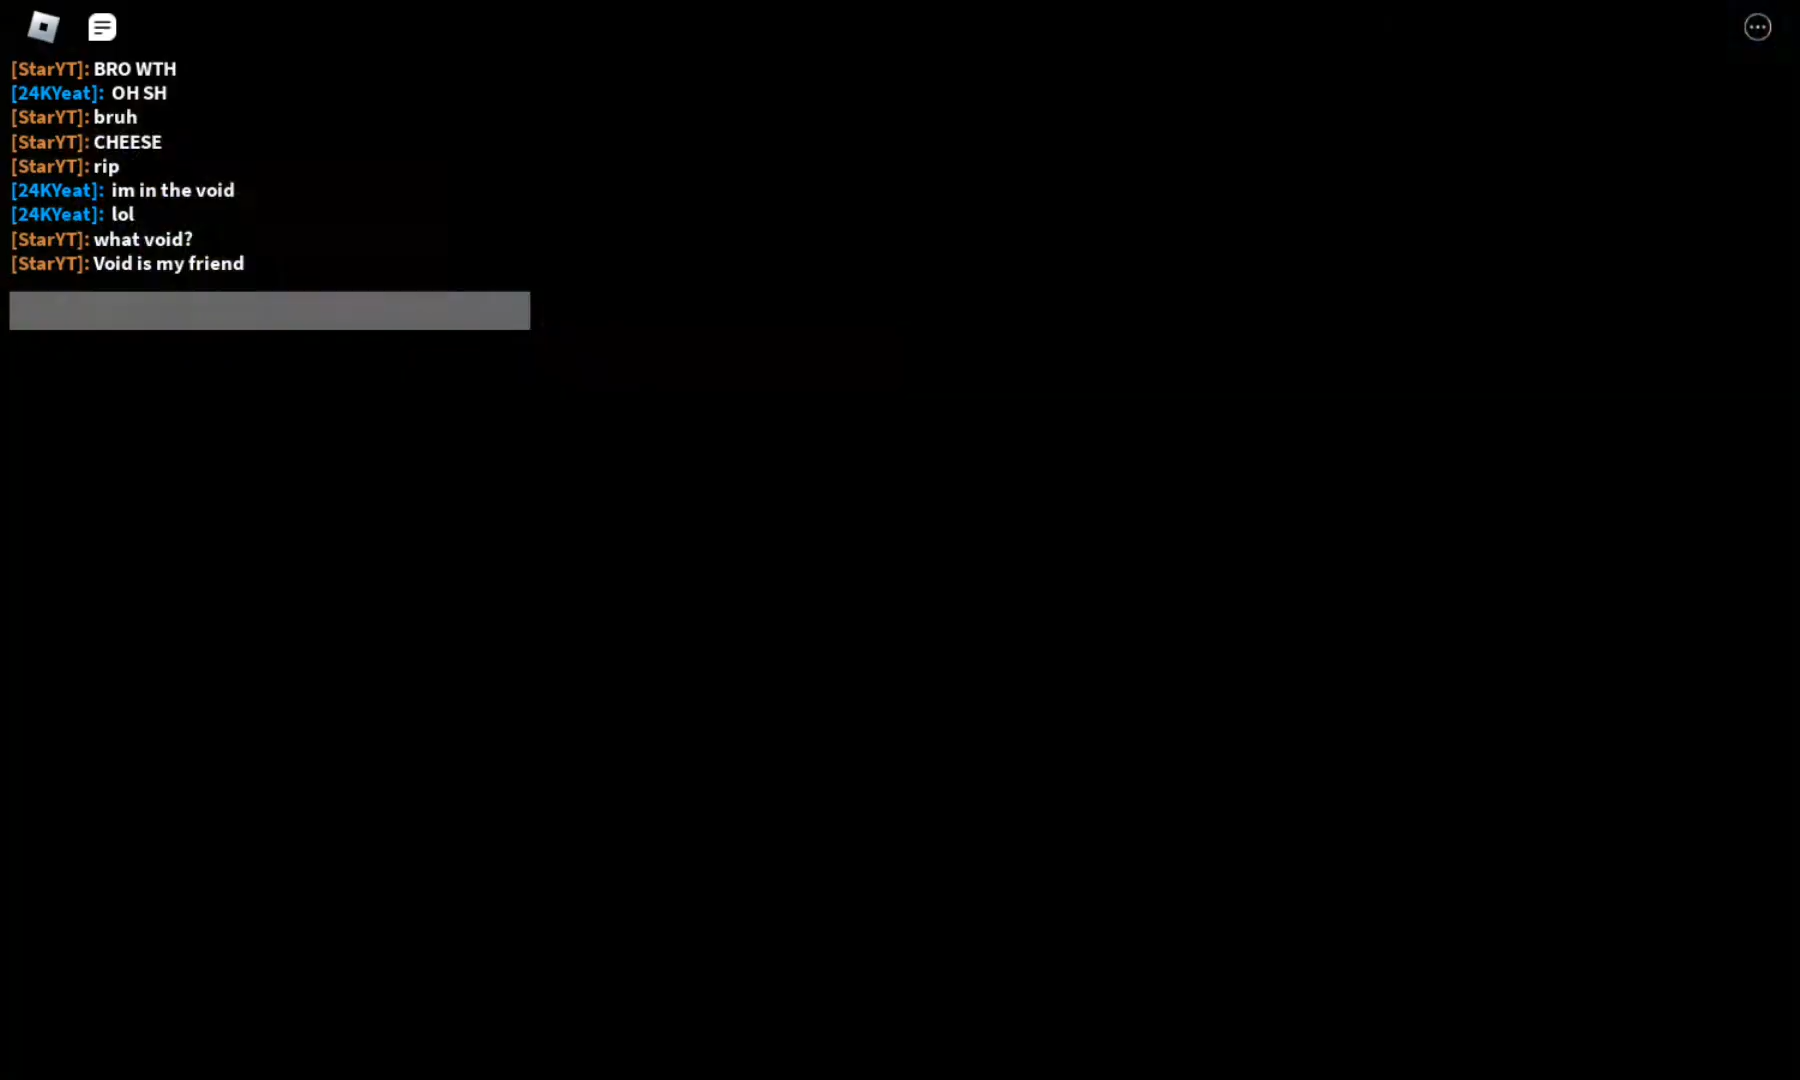 [StarYT]: BRO WTH
[24KYeat]: OH SH
[StarYT]: bruh
[StarYT]: CHEESE
[StarYT]: rip
[24KYeat]: im in the void
[24KYeat]: lol
[StarYT]: what void?
[StarYT]: Void is my friend